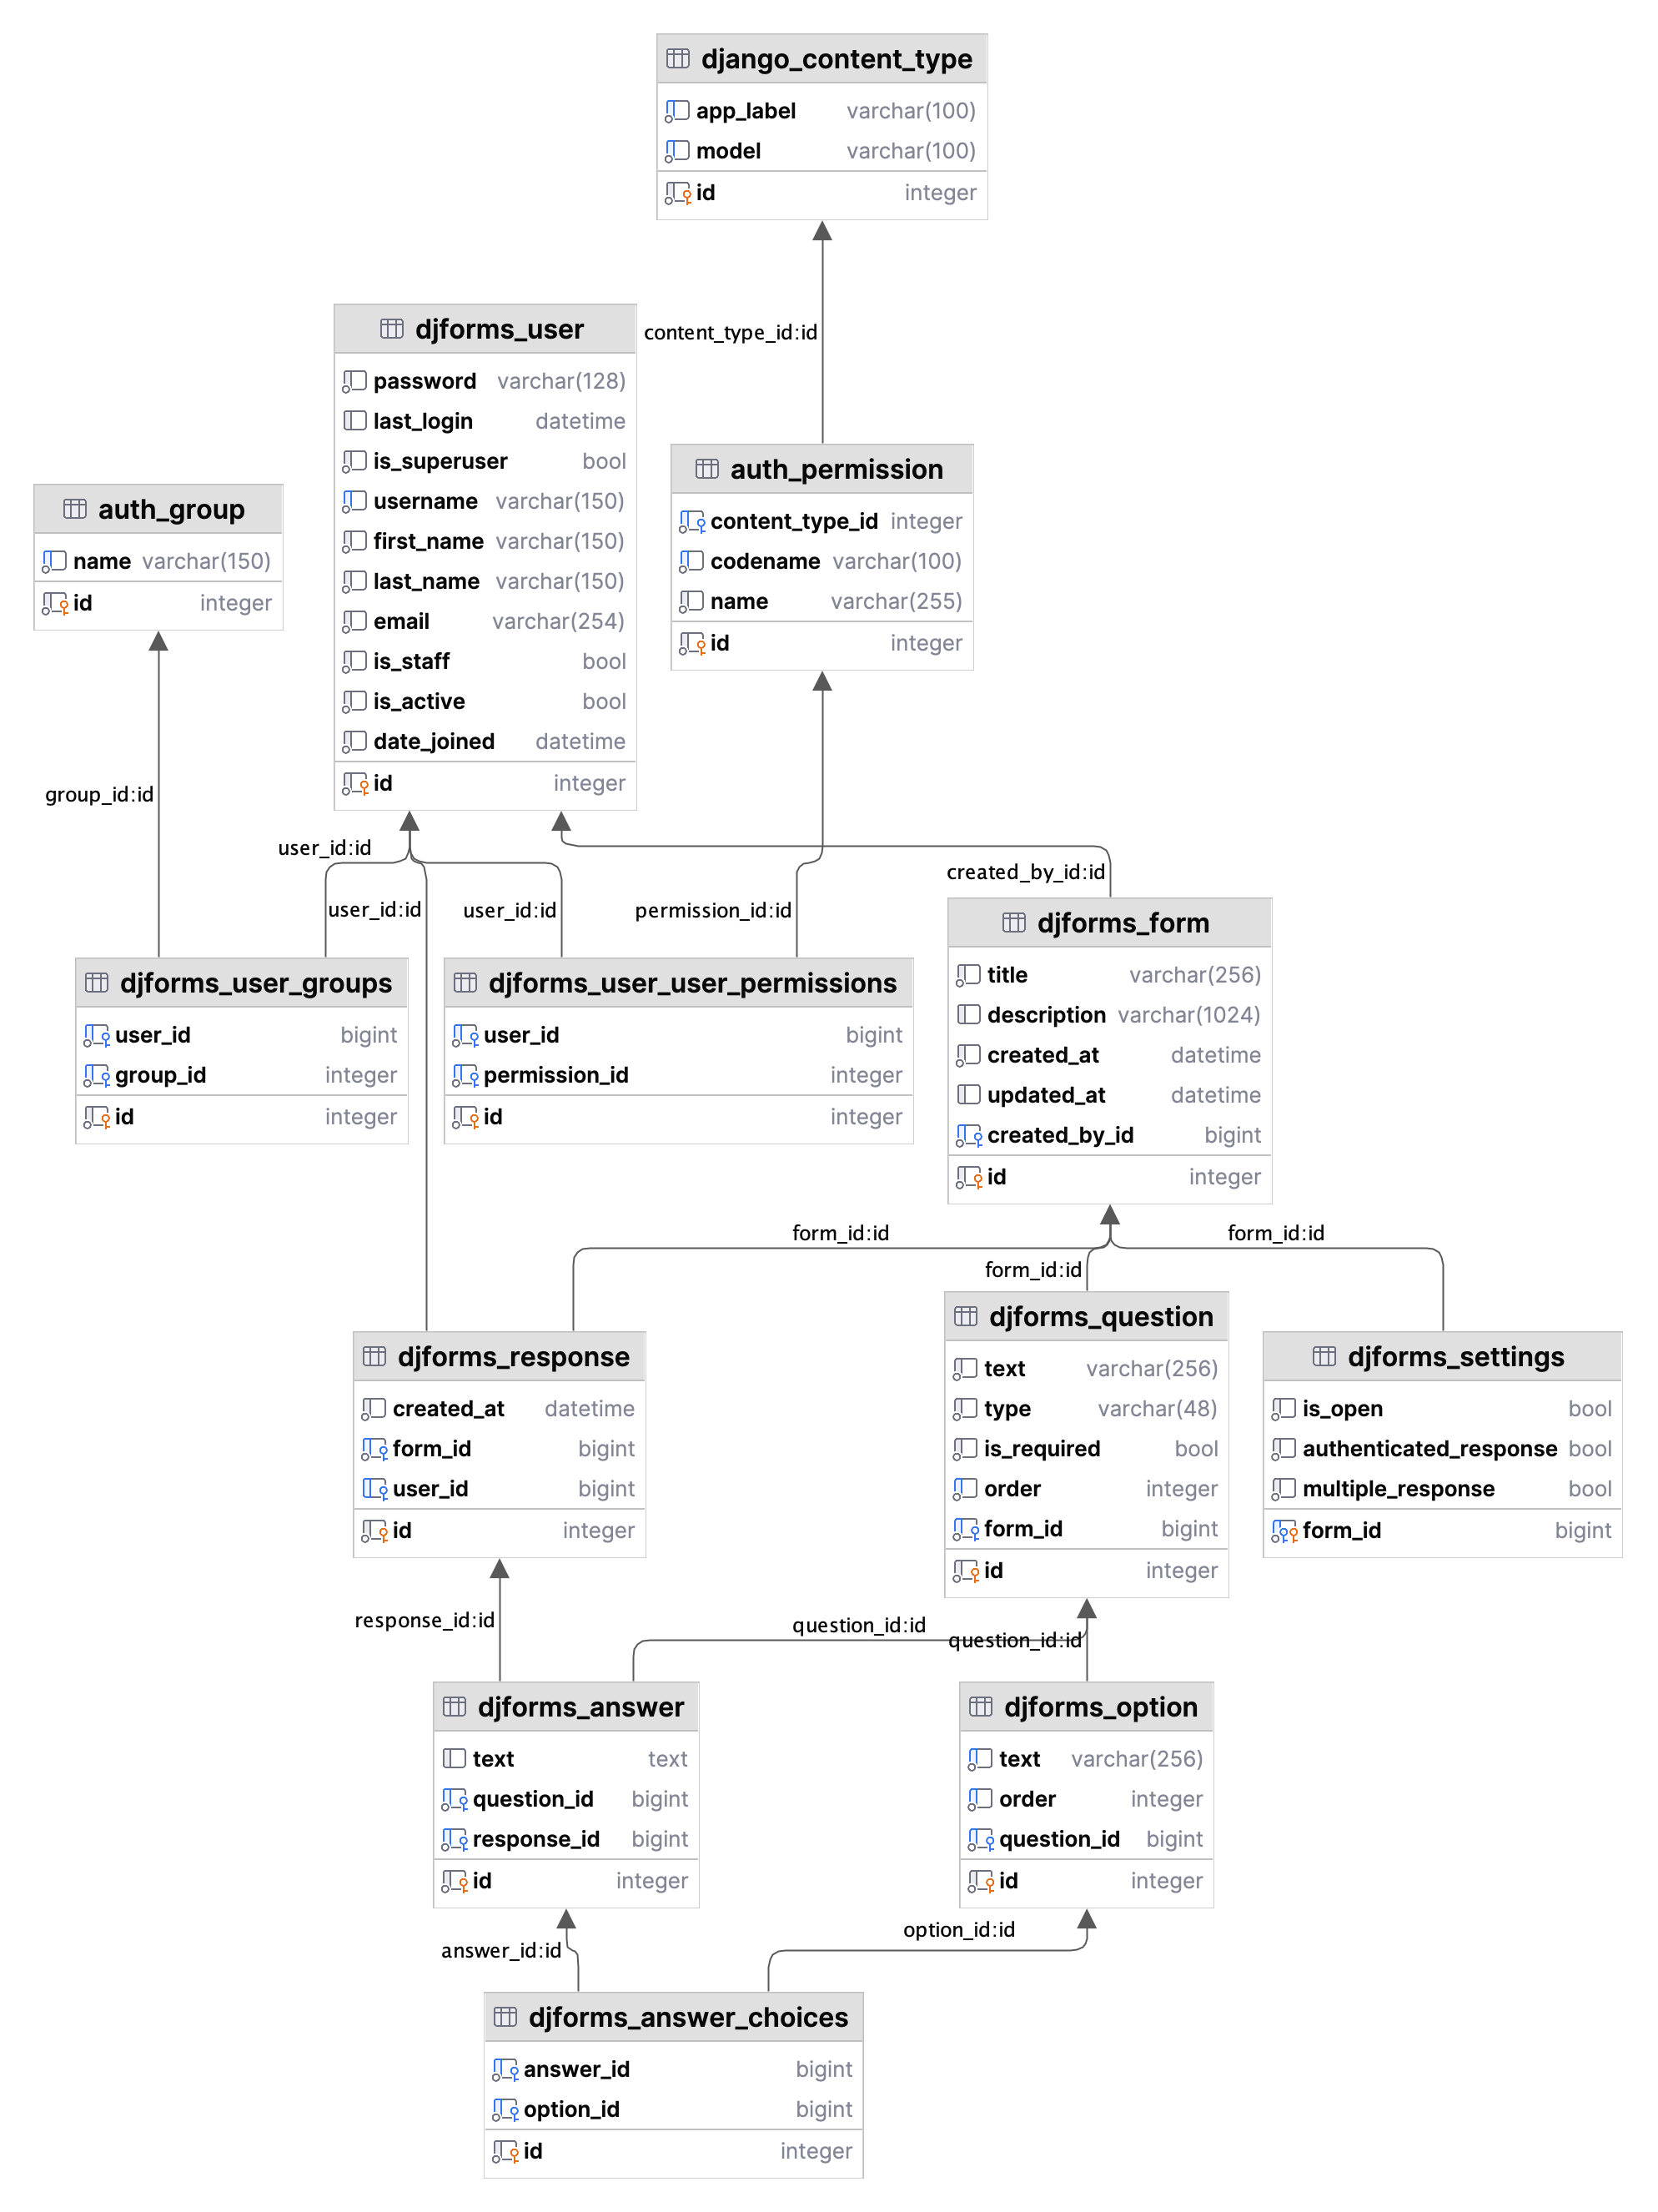 django_content_type
app_label varchar(100)
model varchar(100)
id integer
content_type_id:id
djforms_user
password varchar(128)
last_login datetime
is_superuser bool
username varchar(150)
first_name varchar(150)
last_name varchar(150)
email varchar(254)
is_staff bool
is_active bool
date_joined datetime
id integer
auth_permission
content_type_id integer
codename varchar(100)
name varchar(255)
id integer
auth_group
name varchar(150)
id integer
group_id:id
user_id:id
user_id:id
user_id:id
permission_id:id
created_by_id:id
djforms_user_groups
user_id bigint
group_id integer
id integer
djforms_user_user_permissions
user_id bigint
permission_id integer
id integer
djforms_form
title varchar(256)
description varchar(1024)
created_at datetime
updated_at datetime
created_by_id bigint
id integer
form_id:id
form_id:id
form_id:id
djforms_response
created_at datetime
form_id bigint
user_id bigint
id integer
djforms_question
text varchar(256)
type varchar(48)
is_required bool
order integer
form_id bigint
id integer
djforms_settings
is_open bool
authenticated_response bool
multiple_response bool
form_id bigint
response_id:id
question_id:id
question_id:id
djforms_answer
text text
question_id bigint
response_id bigint
id integer
djforms_option
text varchar(256)
order integer
question_id bigint
id integer
answer_id:id
option_id:id
djforms_answer_choices
answer_id bigint
option_id bigint
id integer